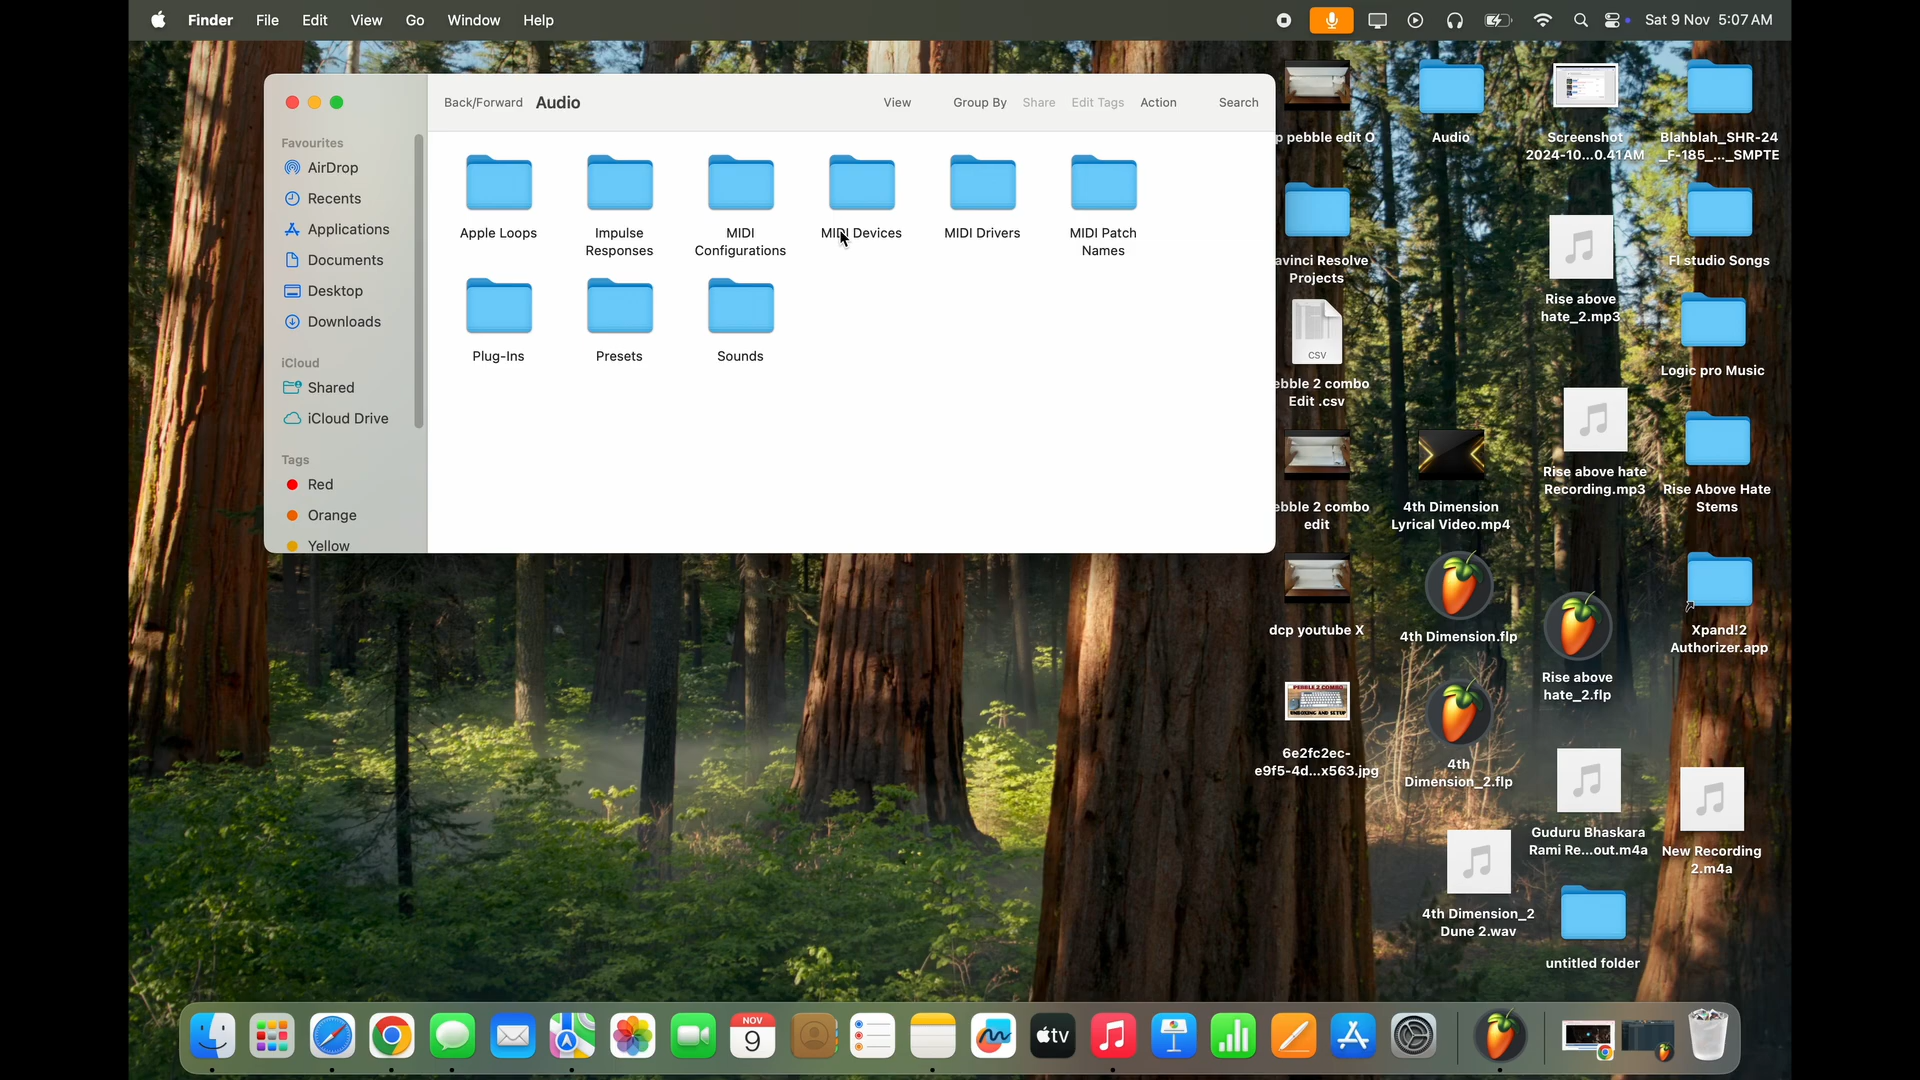 Finder File Edit View Go Window Help
Sat 9 Nov 5:07 AM
Back/Forward Audio View Group By Share Edit Tags Action Search
Favourites
AirDrop
Recents
Applications
Documents
Desktop
Downloads
iCloud
Shared
iCloud Drive
Tags
Red
Orange
Yellow
Apple Loops
Impulse
Responses
MIDI
Configurations
MIDI Devices
MIDI Drivers
MIDI Patch
Names
Plug-Ins
Presets
Sounds
p pebble edit O
avinci Resolve
Projects
CSV
ebble 2 combo
Edit .csv
ebble 2 combo
edit
dcp youtube X
PEBBLE 2 COMBO
UNBOXING AND SETUP
6e2fc2ec-
e9f5-4d...x563.jpg
Audio
4th Dimension
Lyrical Video.mp4
4th Dimension.flp
4th
Dimension_2.flp
4th Dimension_2
Dune 2.wav
Screenshot
2024-10...0.41 AM
Rise above
hate_2.mp3
Rise above hate
Recording.mp3
Rise above
hate_2.flp
Guduru Bhaskara
Rami Re...out.m4a
untitled folder
Blahblah_SHR-24
_F-185_..._SMPTE
Fl studio Songs
Logic pro Music
Rise Above Hate
Stems
Xpand!2
Authorizer.app
New Recording
2.m4a
NOV
9
tv